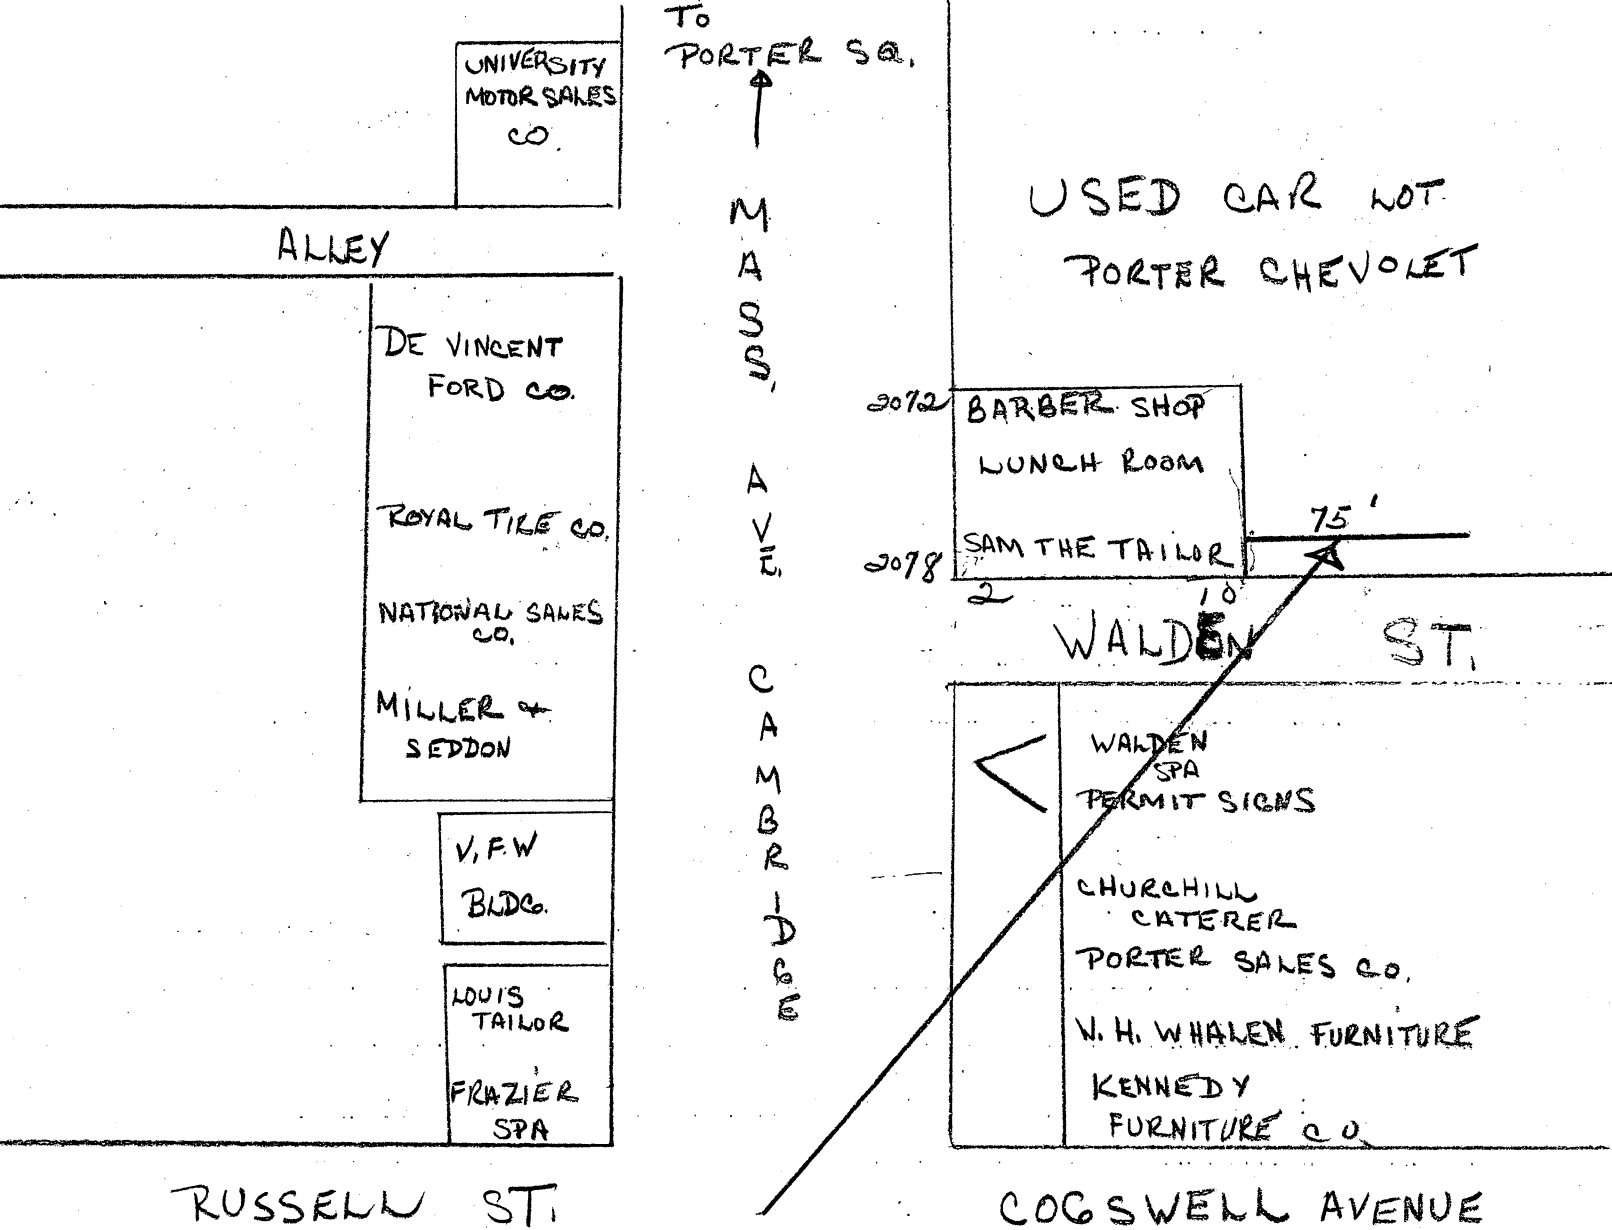 TO
PORTER SQ.
UNIVERSITY
MOTOR SALES
CO.
ALLEY
DE VINCENT
FORD CO.
ROYAL TIRE CO.
NATIONAL SALES
CO.
MILLER &
SEDDON
V.F.W
BLDG.
LOUIS
TAILOR
FRAZIER
SPA
RUSSELL ST.
MASS. AVE. CAMBRIDGE
USED CAR LOT
PORTER CHEVOLET
2072
BARBER SHOP
LUNCH ROOM
SAM THE TAILOR
2078
2 10
75'
WALDEN ST.
WALDEN
SPA
PERMIT SIGNS
CHURCHILL
CATERER
PORTER SALES CO.
W. H. WHALEN FURNITURE
KENNEDY
FURNITURE CO.
COGSWELL AVENUE